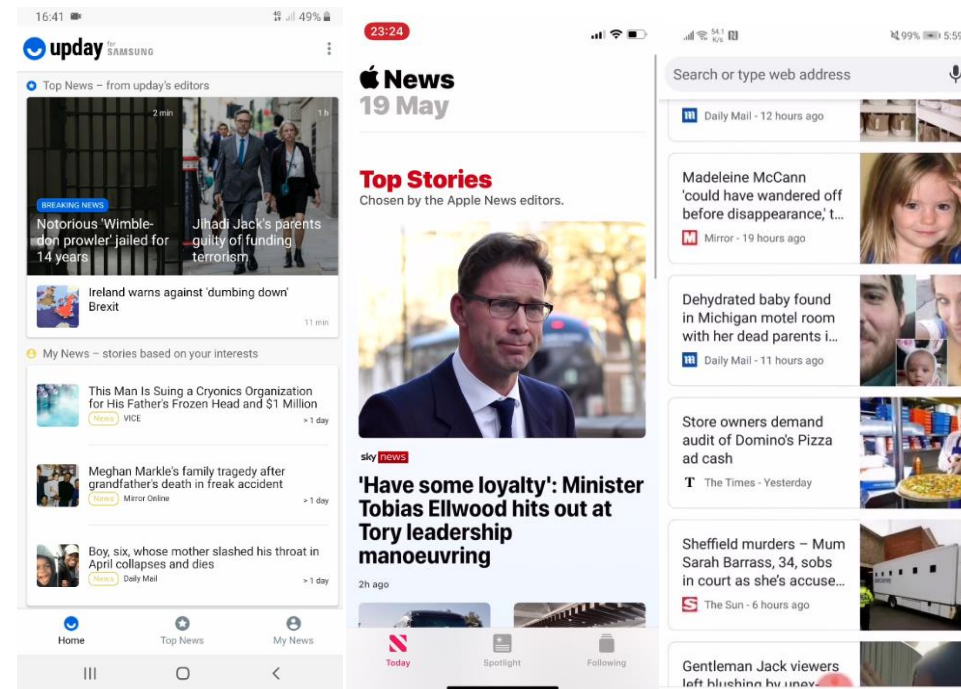 16:41
4G
49%
upday for SAMSUNG
Top News – from upday's editors
2 min
1 h
BREAKING NEWS
Notorious 'Wimble-
don prowler' jailed for
14 years
Jihadi Jack's parents
guilty of funding
terrorism
Ireland warns against 'dumbing down'
Brexit
11 min
My News – stories based on your interests
This Man Is Suing a Cryonics Organization
for His Father's Frozen Head and $1 Million
News VICE
> 1 day
Meghan Markle's family tragedy after
grandfather's death in freak accident
News Mirror Online
> 1 day
Boy, six, whose mother slashed his throat in
April collapses and dies
News Daily Mail
> 1 day
Home
Top News
My News
23:24
News
19 May
Top Stories
Chosen by the Apple News editors.
sky news
'Have some loyalty': Minister
Tobias Ellwood hits out at
Tory leadership
manoeuvring
2h ago
Today
Spotlight
Following
54.1
K/s
99%
5:59
Search or type web address
m Daily Mail - 12 hours ago
Madeleine McCann
'could have wandered off
before disappearance,' t...
M Mirror - 19 hours ago
Dehydrated baby found
in Michigan motel room
with her dead parents i...
m Daily Mail - 11 hours ago
Store owners demand
audit of Domino's Pizza
ad cash
T The Times - Yesterday
Sheffield murders – Mum
Sarah Barrass, 34, sobs
in court as she's accuse...
S The Sun - 6 hours ago
Gentleman Jack viewers
left blushing by unex-